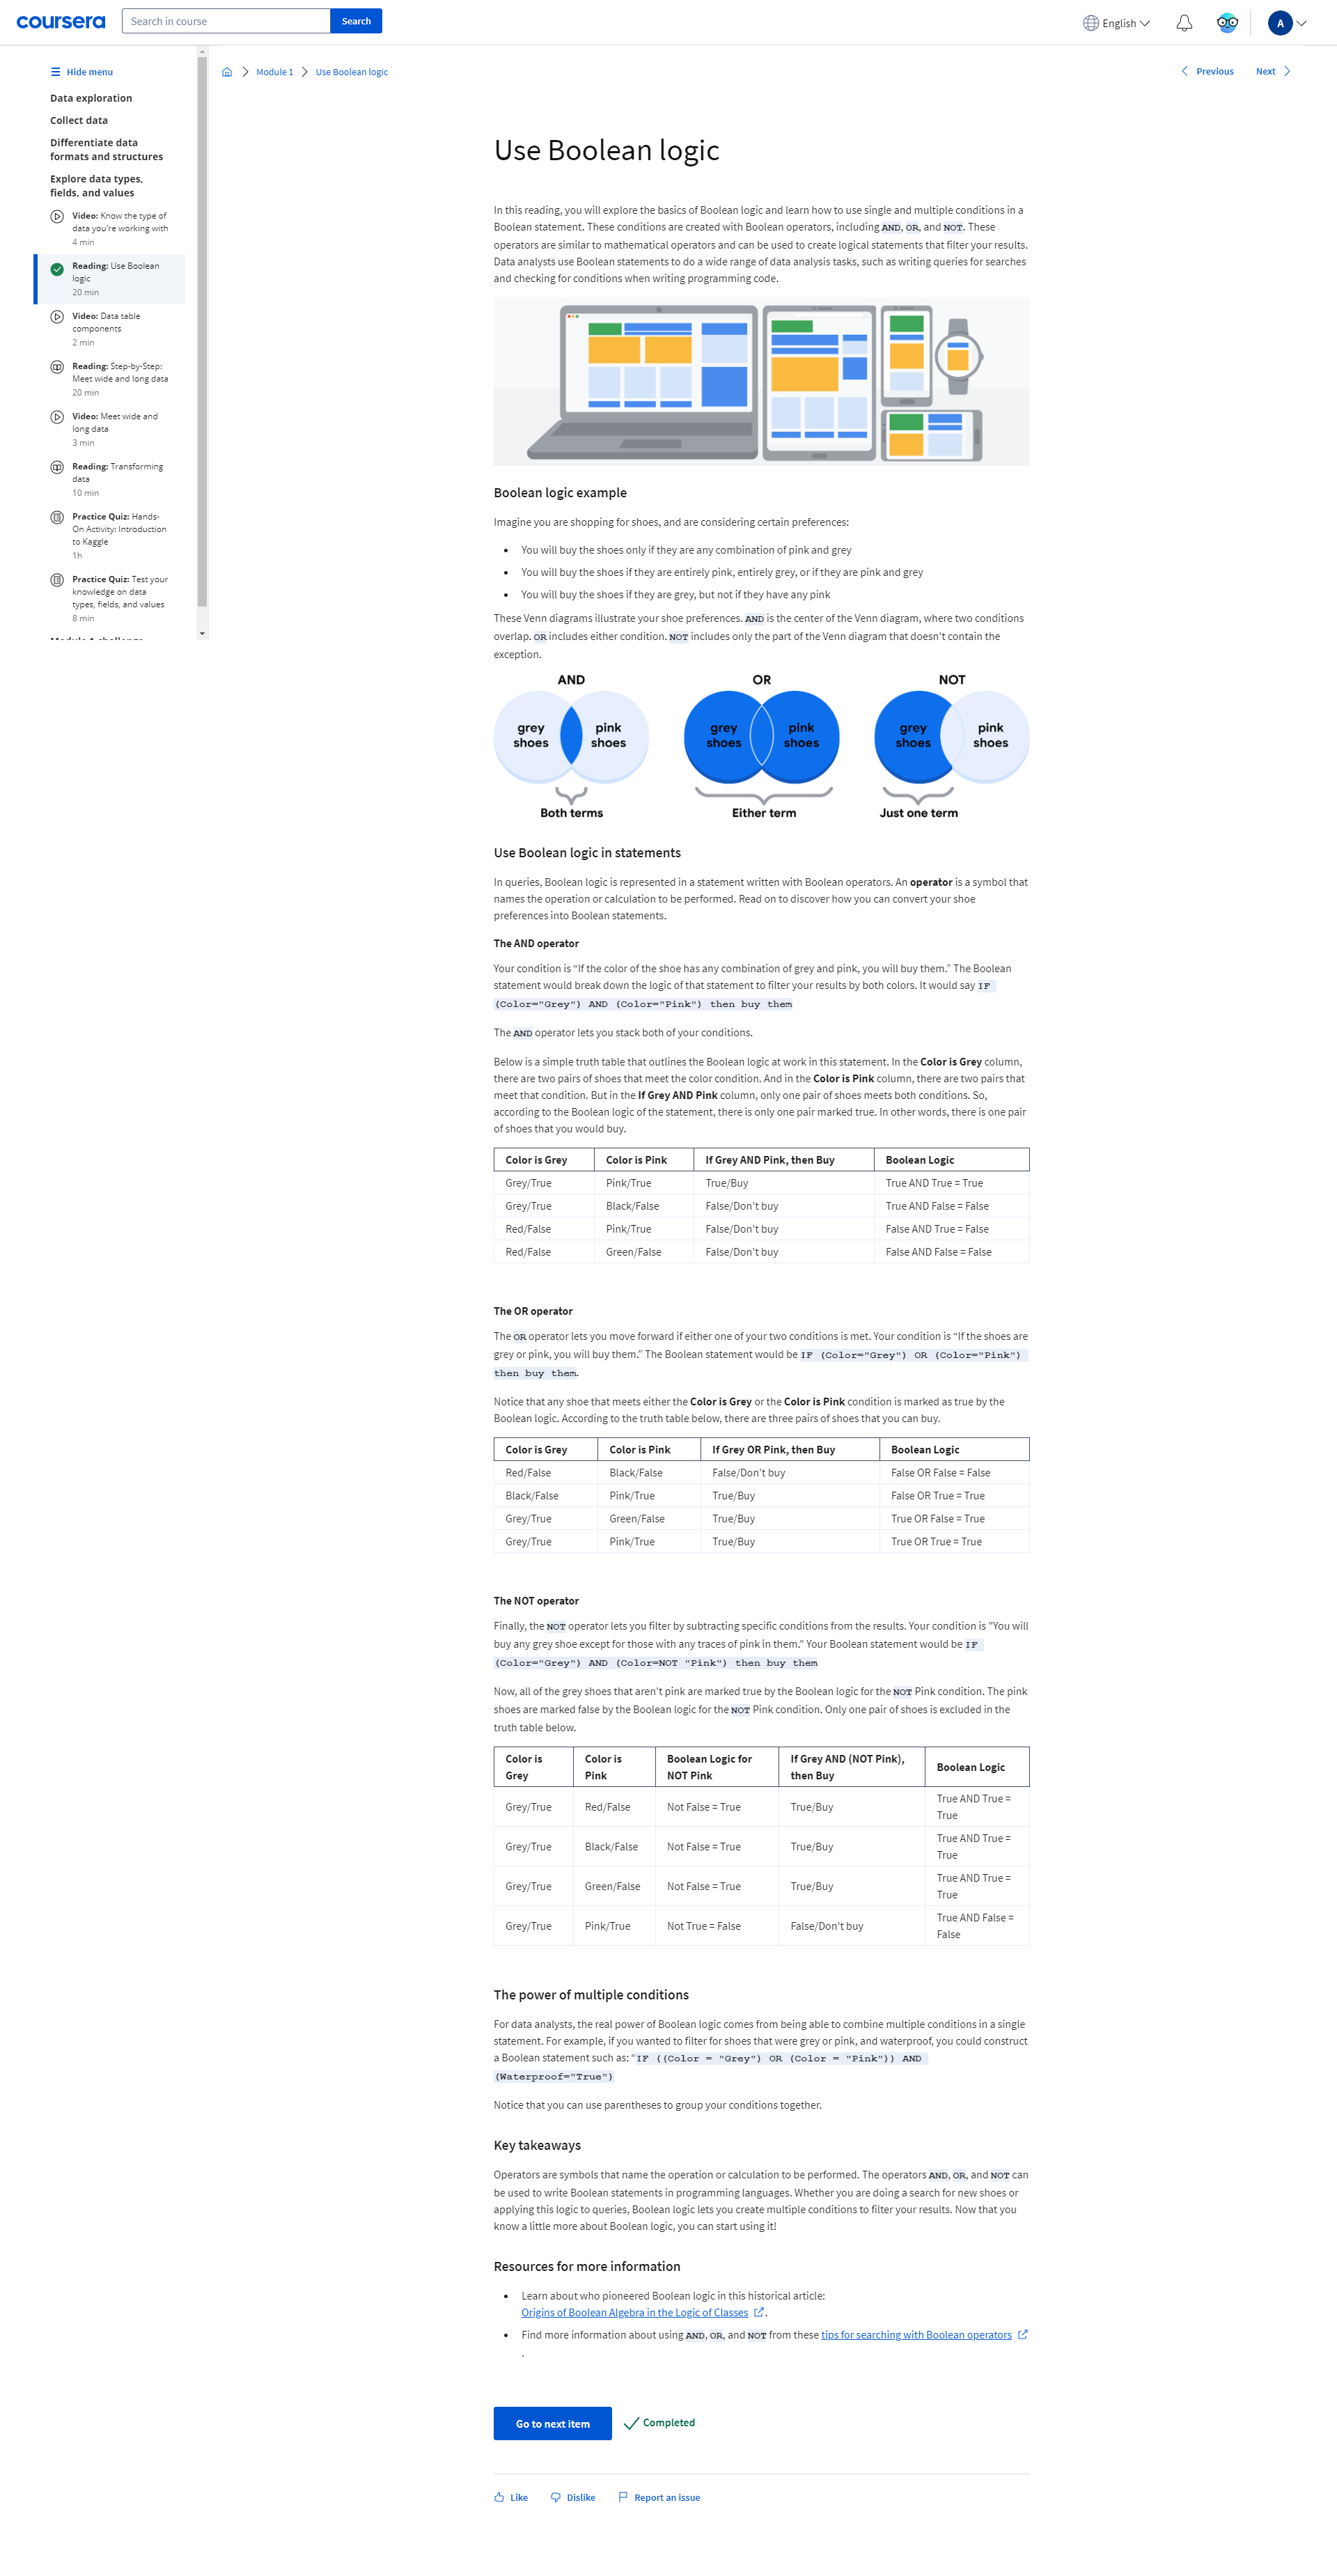 coursera
Search in course
Search
English
A
Hide menu
Data exploration
Collect data
Differentiate data
formats and structures
Explore data types,
fields, and values
Video: Know the type of
data you're working with
4 min
Reading: Use Boolean
logic
20 min
Video: Data table
components
2 min
Reading: Step-by-Step:
Meet wide and long data
20 min
Video: Meet wide and
long data
3 min
Reading: Transforming
data
10 min
Practice Quiz: Hands-
On Activity: Introduction
to Kaggle
1h
Practice Quiz: Test your
knowledge on data
types, fields, and values
8 min
Module 1 challenge
Module 1
Use Boolean logic
Previous
Next
Use Boolean logic
In this reading, you will explore the basics of Boolean logic and learn how to use single and multiple conditions in a
Boolean statement. These conditions are created with Boolean operators, including AND, OR, and NOT. These
operators are similar to mathematical operators and can be used to create logical statements that filter your results.
Data analysts use Boolean statements to do a wide range of data analysis tasks, such as writing queries for searches
and checking for conditions when writing programming code.
Boolean logic example
Imagine you are shopping for shoes, and are considering certain preferences:
• You will buy the shoes only if they are any combination of pink and grey
• You will buy the shoes if they are entirely pink, entirely grey, or if they are pink and grey
• You will buy the shoes if they are grey, but not if they have any pink
These Venn diagrams illustrate your shoe preferences. AND is the center of the Venn diagram, where two conditions
overlap. OR includes either condition. NOT includes only the part of the Venn diagram that doesn't contain the
exception.
AND
grey
shoes
pink
shoes
Both terms
OR
grey
shoes
pink
shoes
Either term
NOT
grey
shoes
pink
shoes
Just one term
Use Boolean logic in statements
In queries, Boolean logic is represented in a statement written with Boolean operators. An operator is a symbol that
names the operation or calculation to be performed. Read on to discover how you can convert your shoe
preferences into Boolean statements.
The AND operator
Your condition is “If the color of the shoe has any combination of grey and pink, you will buy them.” The Boolean
statement would break down the logic of that statement to filter your results by both colors. It would say IF
(Color="Grey") AND (Color="Pink") then buy them
The AND operator lets you stack both of your conditions.
Below is a simple truth table that outlines the Boolean logic at work in this statement. In the Color is Grey column,
there are two pairs of shoes that meet the color condition. And in the Color is Pink column, there are two pairs that
meet that condition. But in the If Grey AND Pink column, only one pair of shoes meets both conditions. So,
according to the Boolean logic of the statement, there is only one pair marked true. In other words, there is one pair
of shoes that you would buy.
Color is Grey Color is Pink If Grey AND Pink, then Buy Boolean Logic
Grey/True Pink/True True/Buy True AND True = True
Grey/True Black/False False/Don't buy True AND False = False
Red/False Pink/True False/Don't buy False AND True = False
Red/False Green/False False/Don't buy False AND False = False
The OR operator
The OR operator lets you move forward if either one of your two conditions is met. Your condition is “If the shoes are
grey or pink, you will buy them.” The Boolean statement would be IF (Color="Grey") OR (Color="Pink")
then buy them.
Notice that any shoe that meets either the Color is Grey or the Color is Pink condition is marked as true by the
Boolean logic. According to the truth table below, there are three pairs of shoes that you can buy.
Color is Grey Color is Pink If Grey OR Pink, then Buy Boolean Logic
Red/False Black/False False/Don't buy False OR False = False
Black/False Pink/True True/Buy False OR True = True
Grey/True Green/False True/Buy True OR False = True
Grey/True Pink/True True/Buy True OR True = True
The NOT operator
Finally, the NOT operator lets you filter by subtracting specific conditions from the results. Your condition is "You will
buy any grey shoe except for those with any traces of pink in them." Your Boolean statement would be IF
(Color="Grey") AND (Color=NOT "Pink") then buy them
Now, all of the grey shoes that aren't pink are marked true by the Boolean logic for the NOT Pink condition. The pink
shoes are marked false by the Boolean logic for the NOT Pink condition. Only one pair of shoes is excluded in the
truth table below.
Color is
Grey
Color is
Pink
Boolean Logic for
NOT Pink
If Grey AND (NOT Pink),
then Buy
Boolean Logic
Grey/True Red/False Not False = True True/Buy True AND True =
True
Grey/True Black/False Not False = True True/Buy True AND True =
True
Grey/True Green/False Not False = True True/Buy True AND True =
True
Grey/True Pink/True Not True = False False/Don't buy True AND False =
False
The power of multiple conditions
For data analysts, the real power of Boolean logic comes from being able to combine multiple conditions in a single
statement. For example, if you wanted to filter for shoes that were grey or pink, and waterproof, you could construct
a Boolean statement such as: “IF ((Color = "Grey") OR (Color = "Pink")) AND
(Waterproof="True")
Notice that you can use parentheses to group your conditions together.
Key takeaways
Operators are symbols that name the operation or calculation to be performed. The operators AND, OR, and NOT can
be used to write Boolean statements in programming languages. Whether you are doing a search for new shoes or
applying this logic to queries, Boolean logic lets you create multiple conditions to filter your results. Now that you
know a little more about Boolean logic, you can start using it!
Resources for more information
• Learn about who pioneered Boolean logic in this historical article:
Origins of Boolean Algebra in the Logic of Classes.
• Find more information about using AND, OR, and NOT from these tips for searching with Boolean operators
.
Go to next item
Completed
Like
Dislike
Report an issue